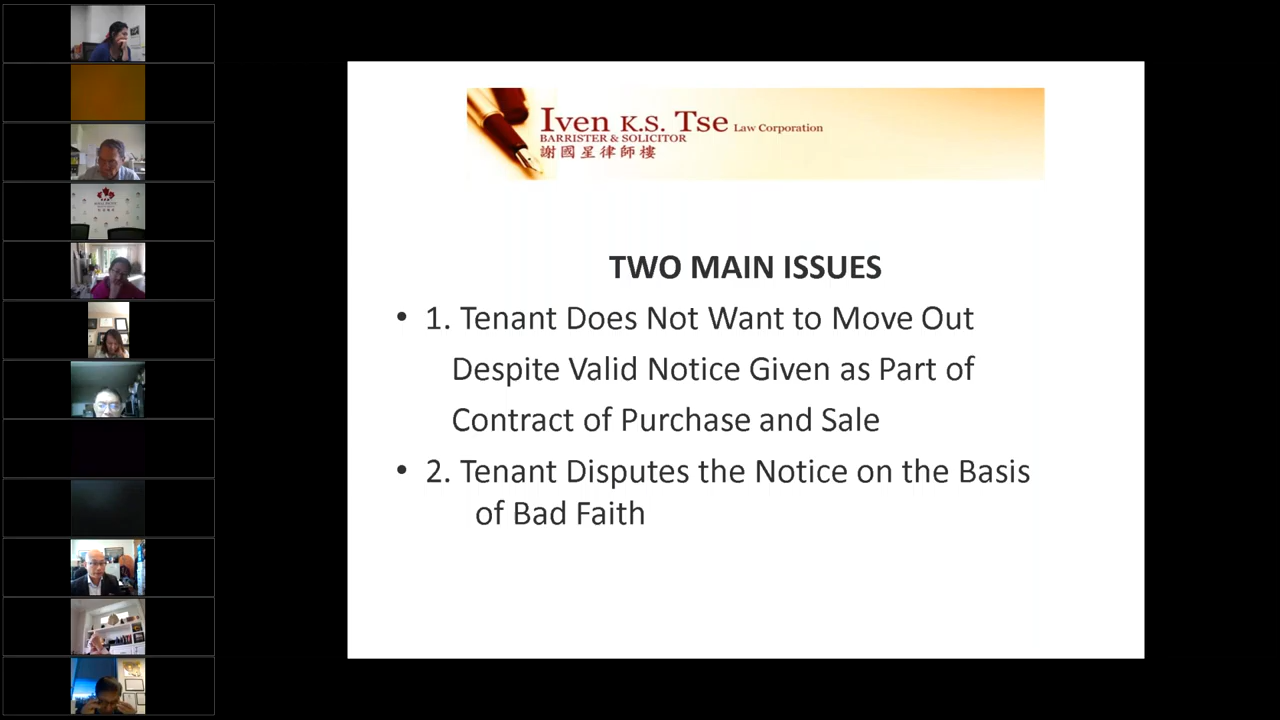 Iven K.S. Tse Law Corporation
BARRISTER & SOLICITOR
謝國星律師樓
TWO MAIN ISSUES
• 1. Tenant Does Not Want to Move Out
Despite Valid Notice Given as Part of
Contract of Purchase and Sale
• 2. Tenant Disputes the Notice on the Basis
of Bad Faith